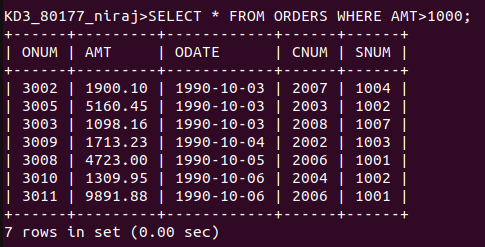 KD3_80177_niraj>SELECT * FROM ORDERS WHERE AMT>1000;
+------+---------+------------+------+------+
| ONUM | AMT     | ODATE      | CNUM | SNUM |
+------+---------+------------+------+------+
| 3002 | 1900.10 | 1990-10-03 | 2007 | 1004 |
| 3005 | 5160.45 | 1990-10-03 | 2003 | 1002 |
| 3003 | 1098.16 | 1990-10-03 | 2008 | 1007 |
| 3009 | 1713.23 | 1990-10-04 | 2002 | 1003 |
| 3008 | 4723.00 | 1990-10-05 | 2006 | 1001 |
| 3010 | 1309.95 | 1990-10-06 | 2004 | 1002 |
| 3011 | 9891.88 | 1990-10-06 | 2006 | 1001 |
+------+---------+------------+------+------+
7 rows in set (0.00 sec)